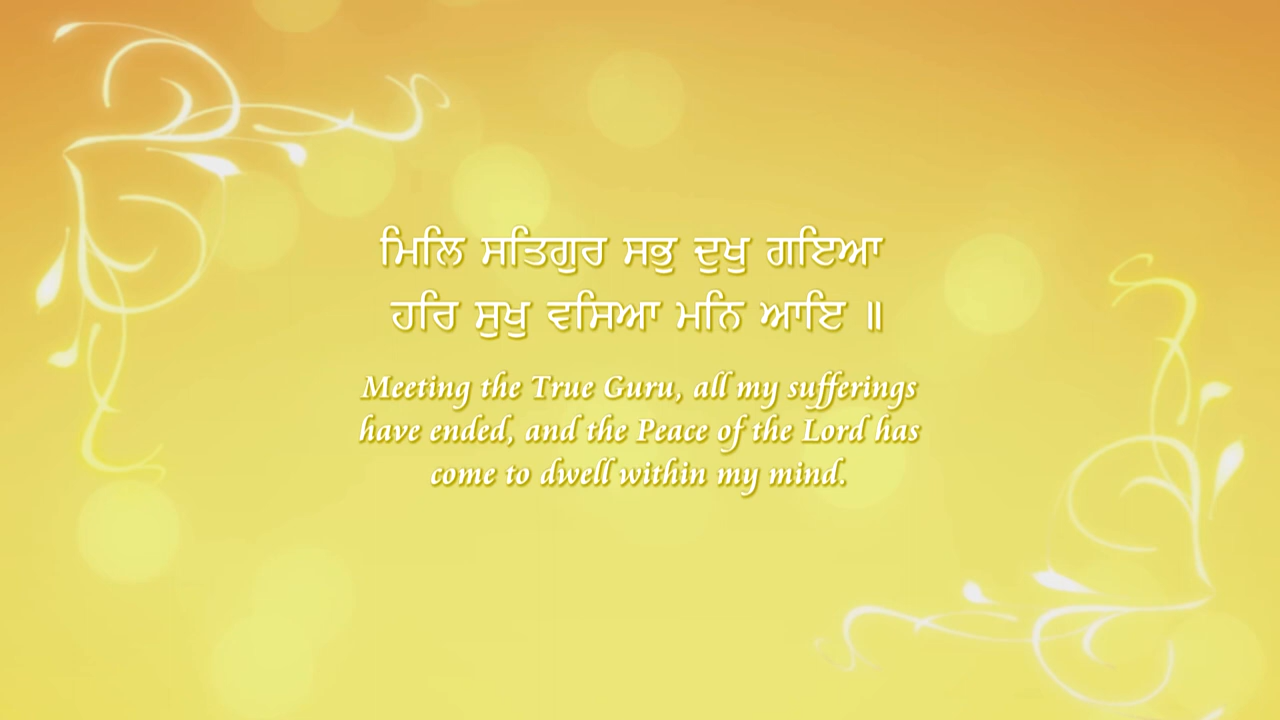 ਮਿਲਿ ਸਤਿਗੁਰ ਸਭੁ ਦੁਖੁ ਗਇਆ
ਹਰਿ ਸੁਖੁ ਵਸਿਆ ਮਨਿ ਆਇ ॥
Meeting the True Guru, all my sufferings
have ended, and the Peace of the Lord has
come to dwell within my mind.